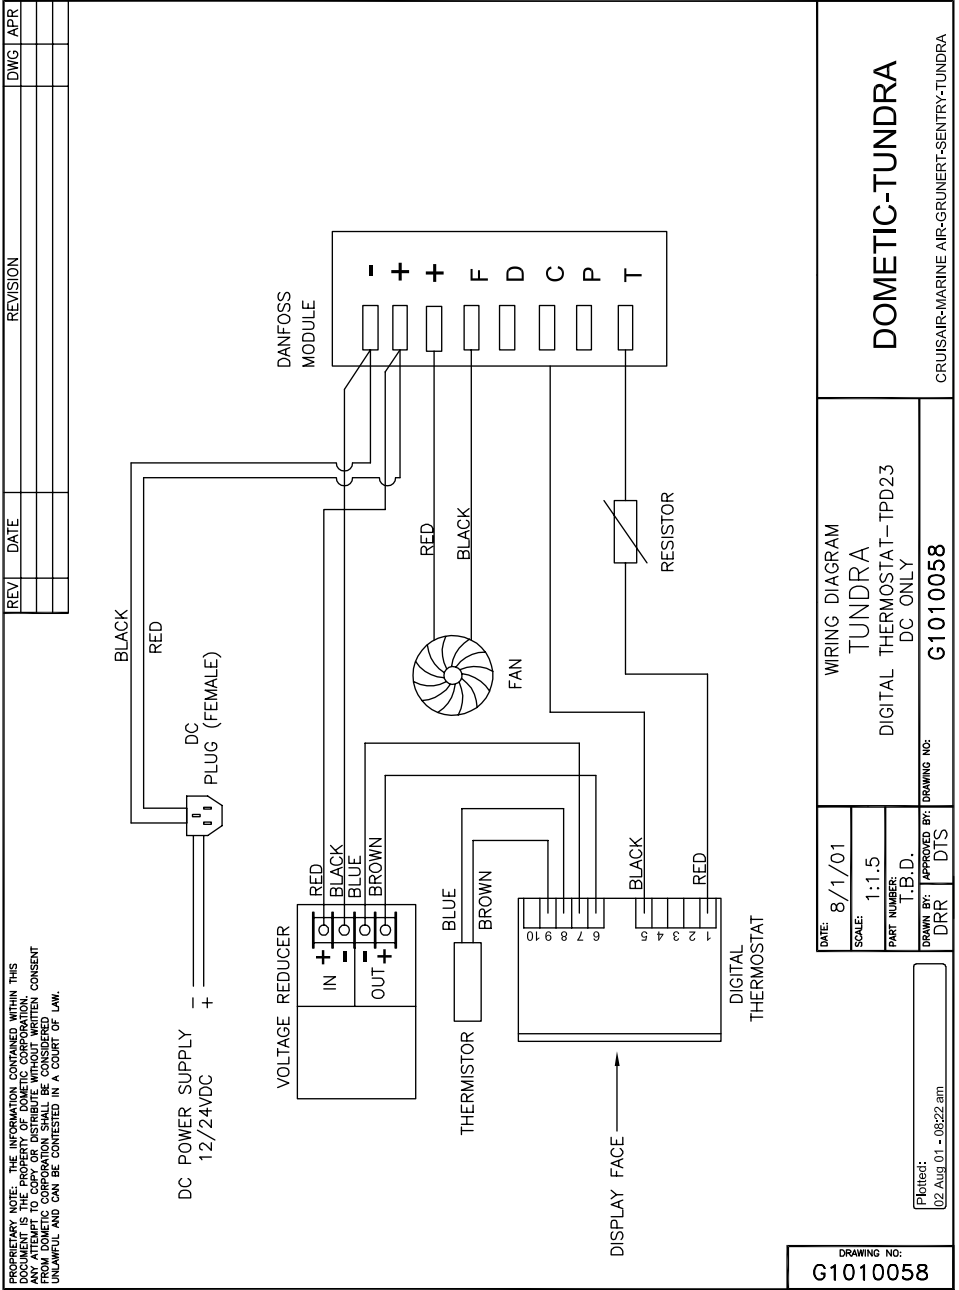 PROPRIETARY NOTE: THE INFORMATION CONTAINED WITHIN THIS
DOCUMENT IS THE PROPERTY OF DOMETIC CORPORATION.
ANY ATTEMPT TO COPY OR DISTRIBUTE WITHOUT WRITTEN CONSENT
FROM DOMETIC CORPORATION SHALL BE CONSIDERED
UNLAWFUL AND CAN BE CONTESTED IN A COURT OF LAW.
REV DATE REVISION DWG APR
DC POWER SUPPLY
12/24VDC
−
+
DC
PLUG (FEMALE)
BLACK
RED
VOLTAGE REDUCER
IN
OUT
+
-
-
+
RED
BLACK
BLUE
BROWN
DANFOSS
MODULE
-
+
+
F
D
C
P
T
RED
BLACK
FAN
THERMISTOR
BLUE
BROWN
RESISTOR
10
9
8
7
6
5
4
3
2
1
BLACK
RED
DIGITAL
THERMOSTAT
DISPLAY FACE
DATE:
8/1/01
SCALE:
1:1.5
PART NUMBER:
T.B.D.
DRAWN BY:
DRR
APPROVED BY:
DTS
WIRING DIAGRAM
TUNDRA
DIGITAL THERMOSTAT-TPD23
DC ONLY
DRAWING NO:
G1010058
DOMETIC-TUNDRA
CRUISAIR-MARINE AIR-GRUNERT-SENTRY-TUNDRA
Plotted:
02 Aug 01 - 08:22 am
DRAWING NO:
G1010058